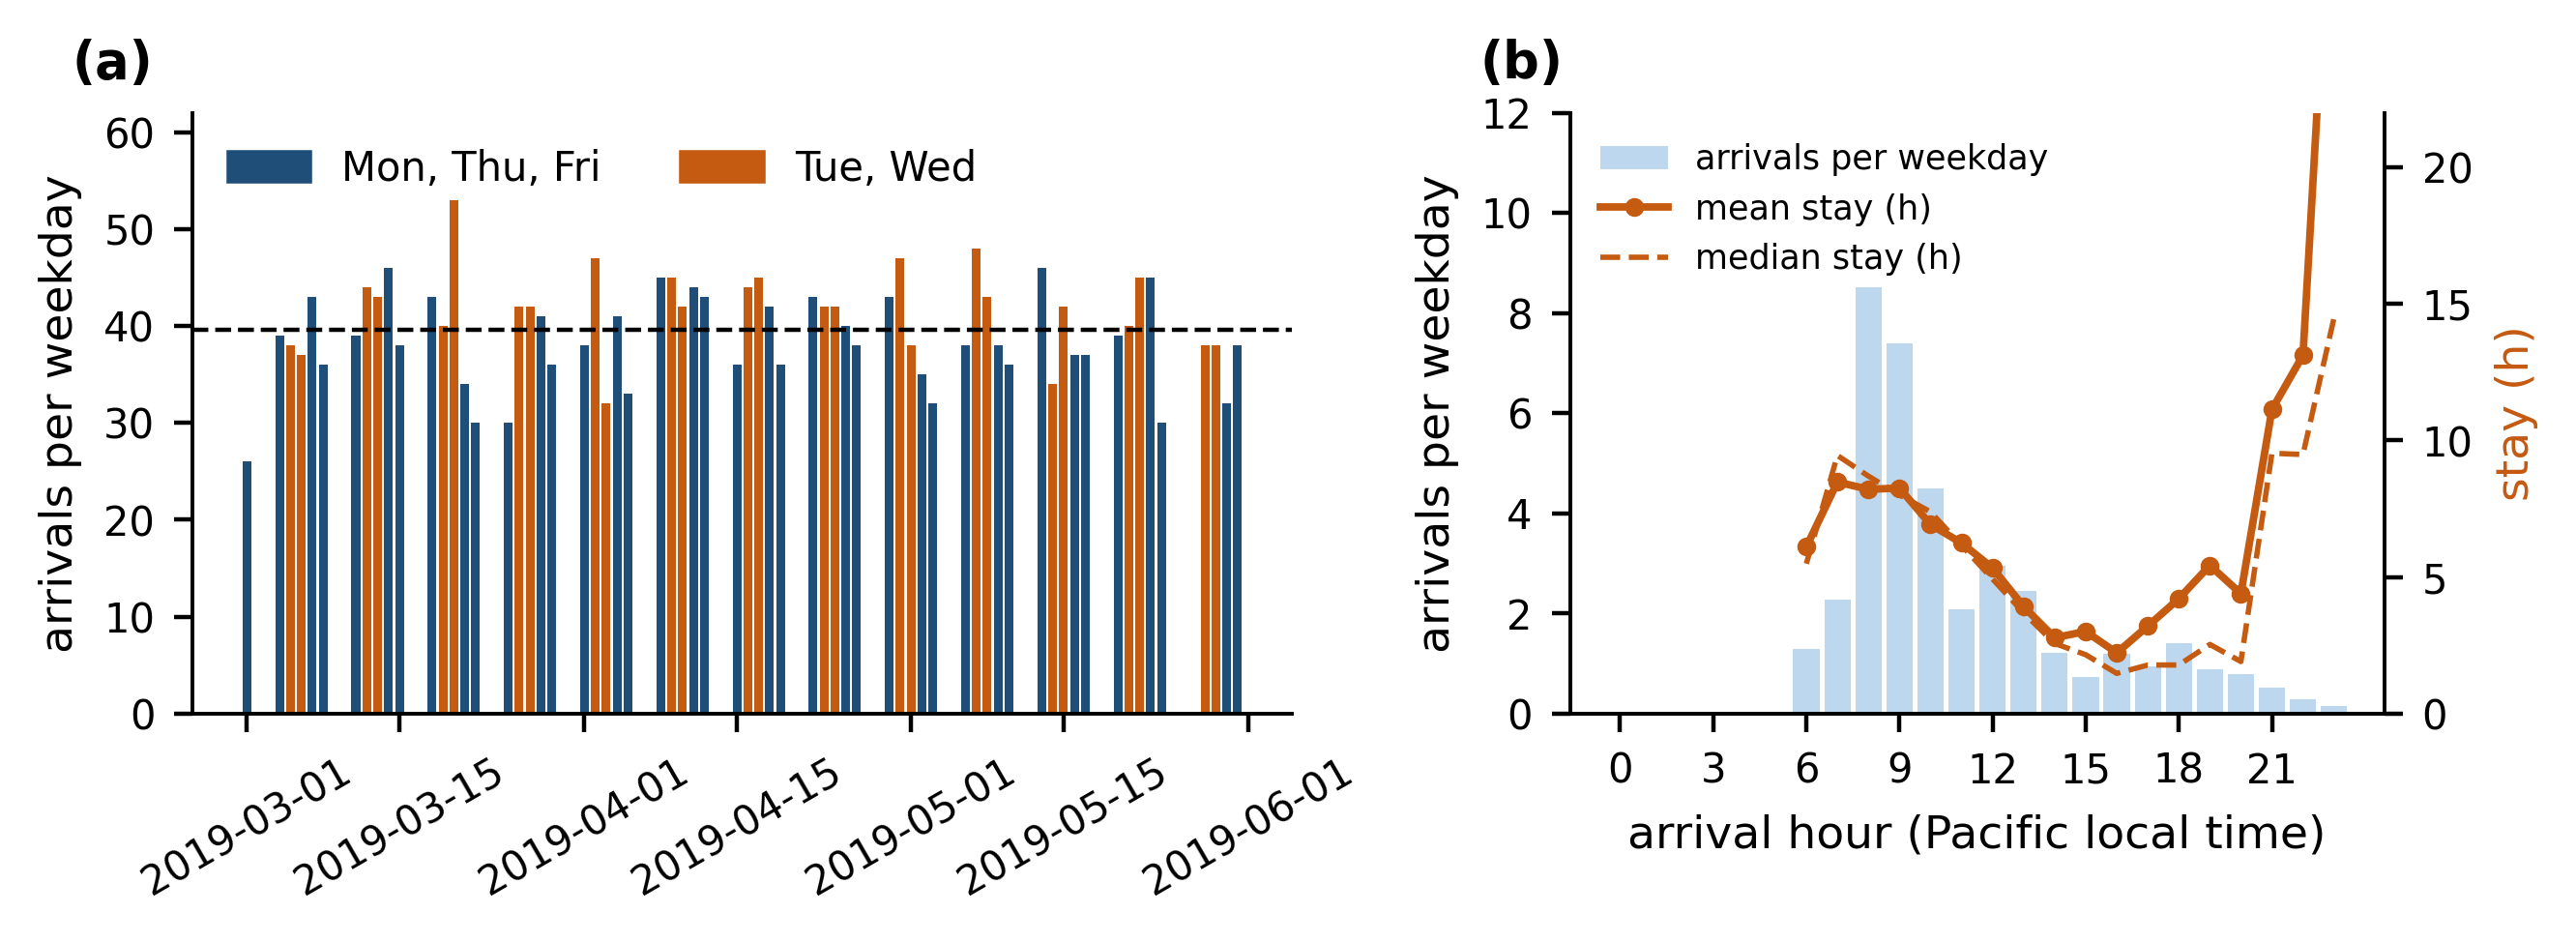 (a)
arrivals per weekday
60
50
40
30
20
10
0
Mon, Thu, Fri
Tue, Wed
2019-03-01
2019-03-15
2019-04-01
2019-04-15
2019-05-01
2019-05-15
2019-06-01
(b)
arrivals per weekday
12
10
8
6
4
2
0
arrivals per weekday
mean stay (h)
median stay (h)
20
15
10
5
0
stay (h)
0 3 6 9 12 15 18 21
arrival hour (Pacific local time)